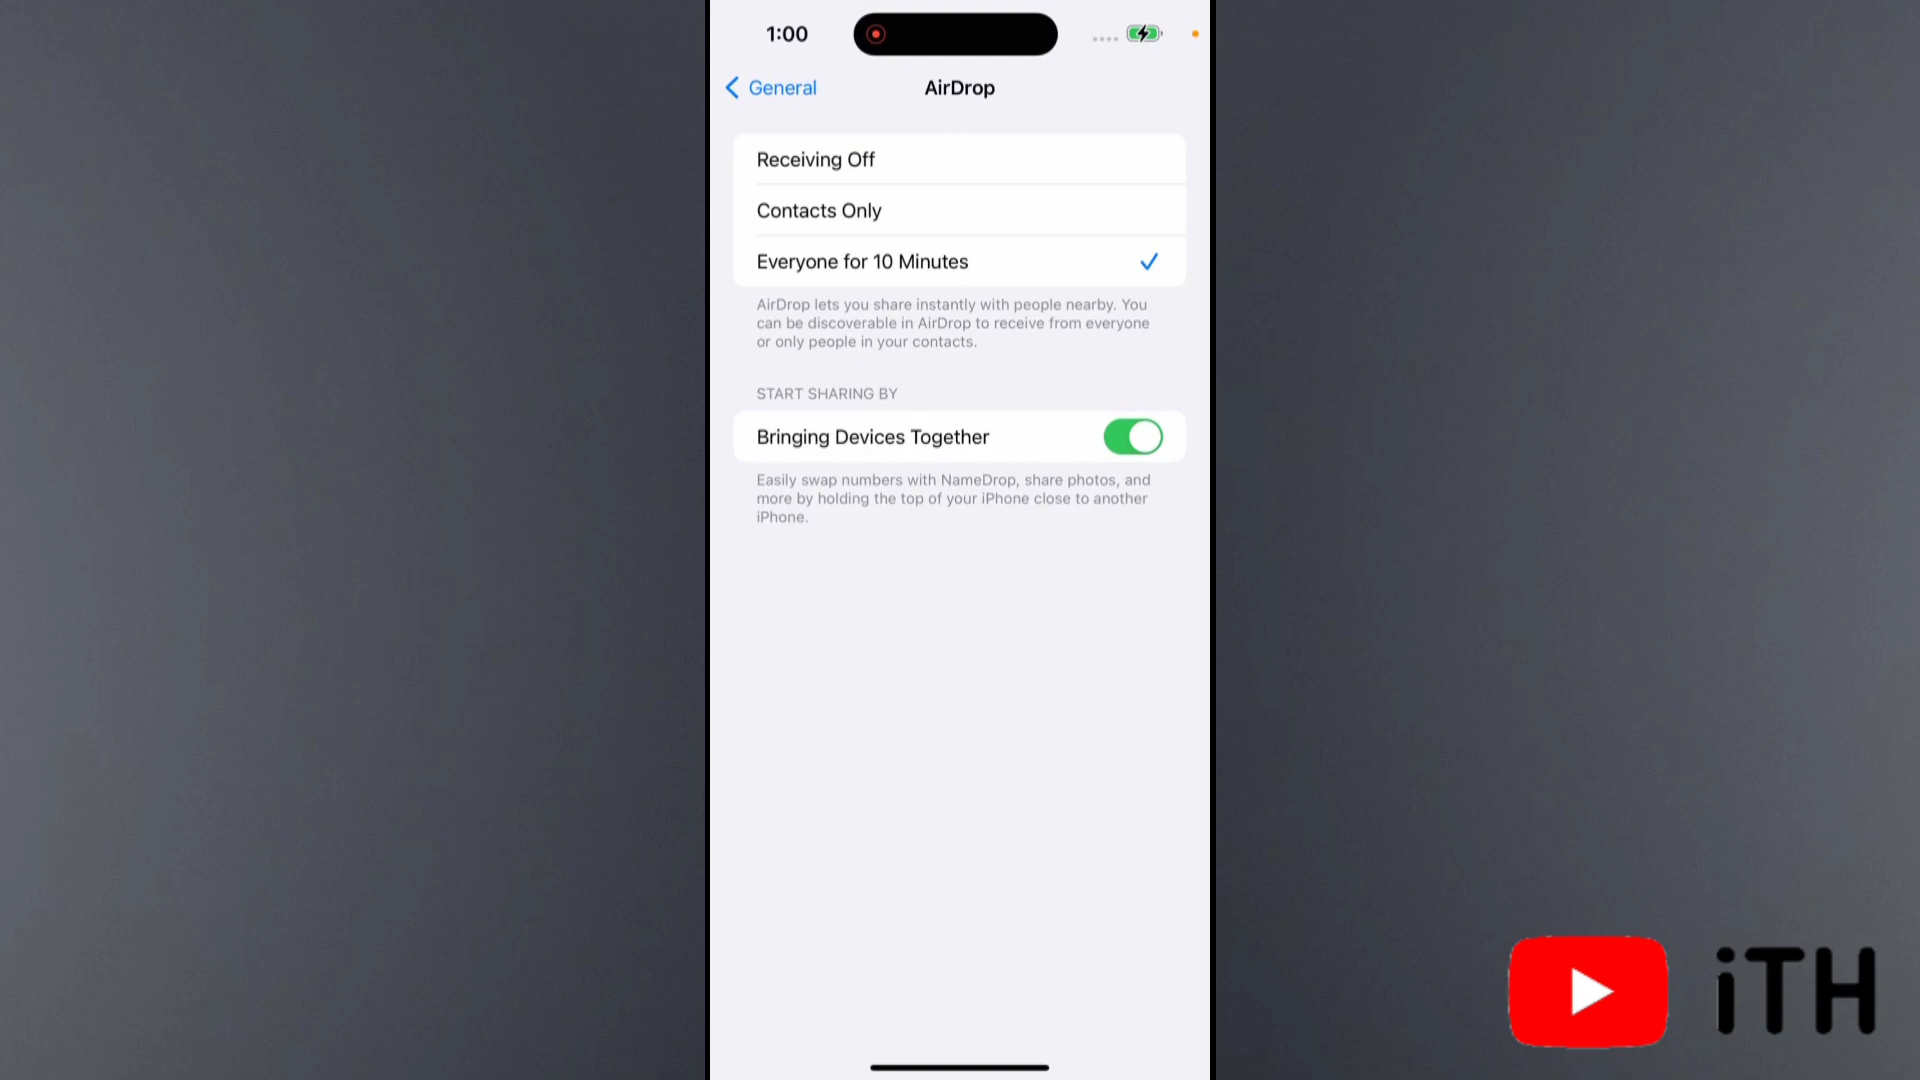 1:00
General
AirDrop
Receiving Off
Contacts Only
Everyone for 10 Minutes
AirDrop lets you share instantly with people nearby. You
can be discoverable in AirDrop to receive from everyone
or only people in your contacts.
START SHARING BY
Bringing Devices Together
Easily swap numbers with NameDrop, share photos, and
more by holding the top of your iPhone close to another
iPhone.
iTH